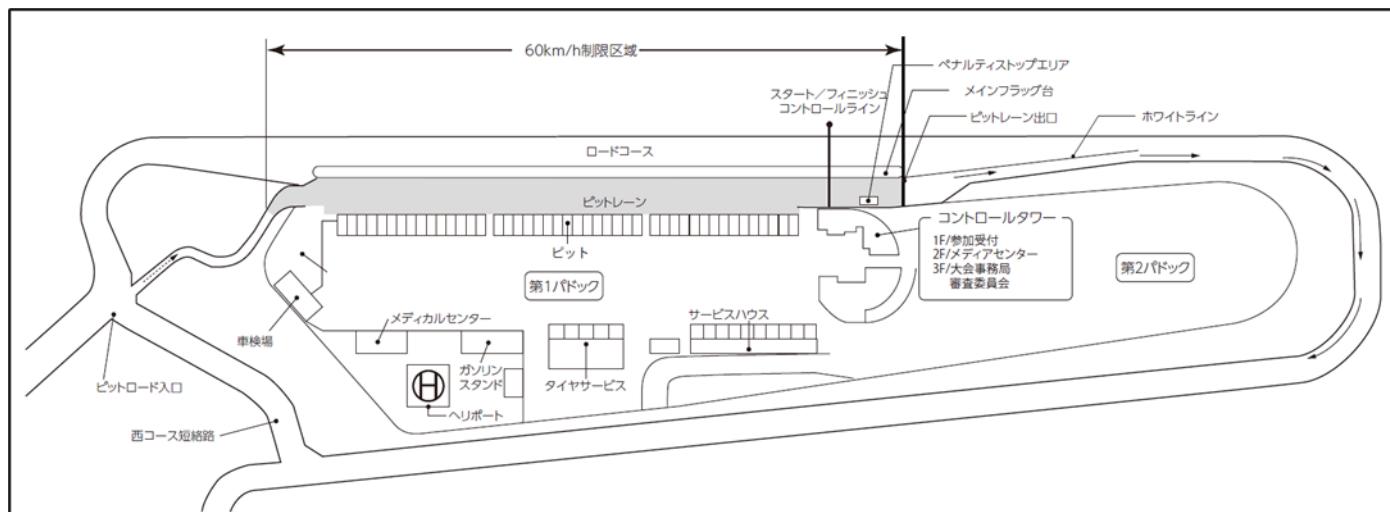 60km/h制限区域
ペナルティストップエリア
スタート／フィニッシュ
コントロールライン
メインフラッグ台
ピットレーン出口
ホワイトライン
ロードコース
ピットレーン
ピット
コントロールタワー
1F/参加受付
2F/メディアセンター
3F/大会事務局
審査委員会
第1パドック
第2パドック
車検場
メディカルセンター
サービスハウス
ガソリン
スタンド
タイヤサービス
ピットロード入口
H
ヘリポート
西コース短絡路